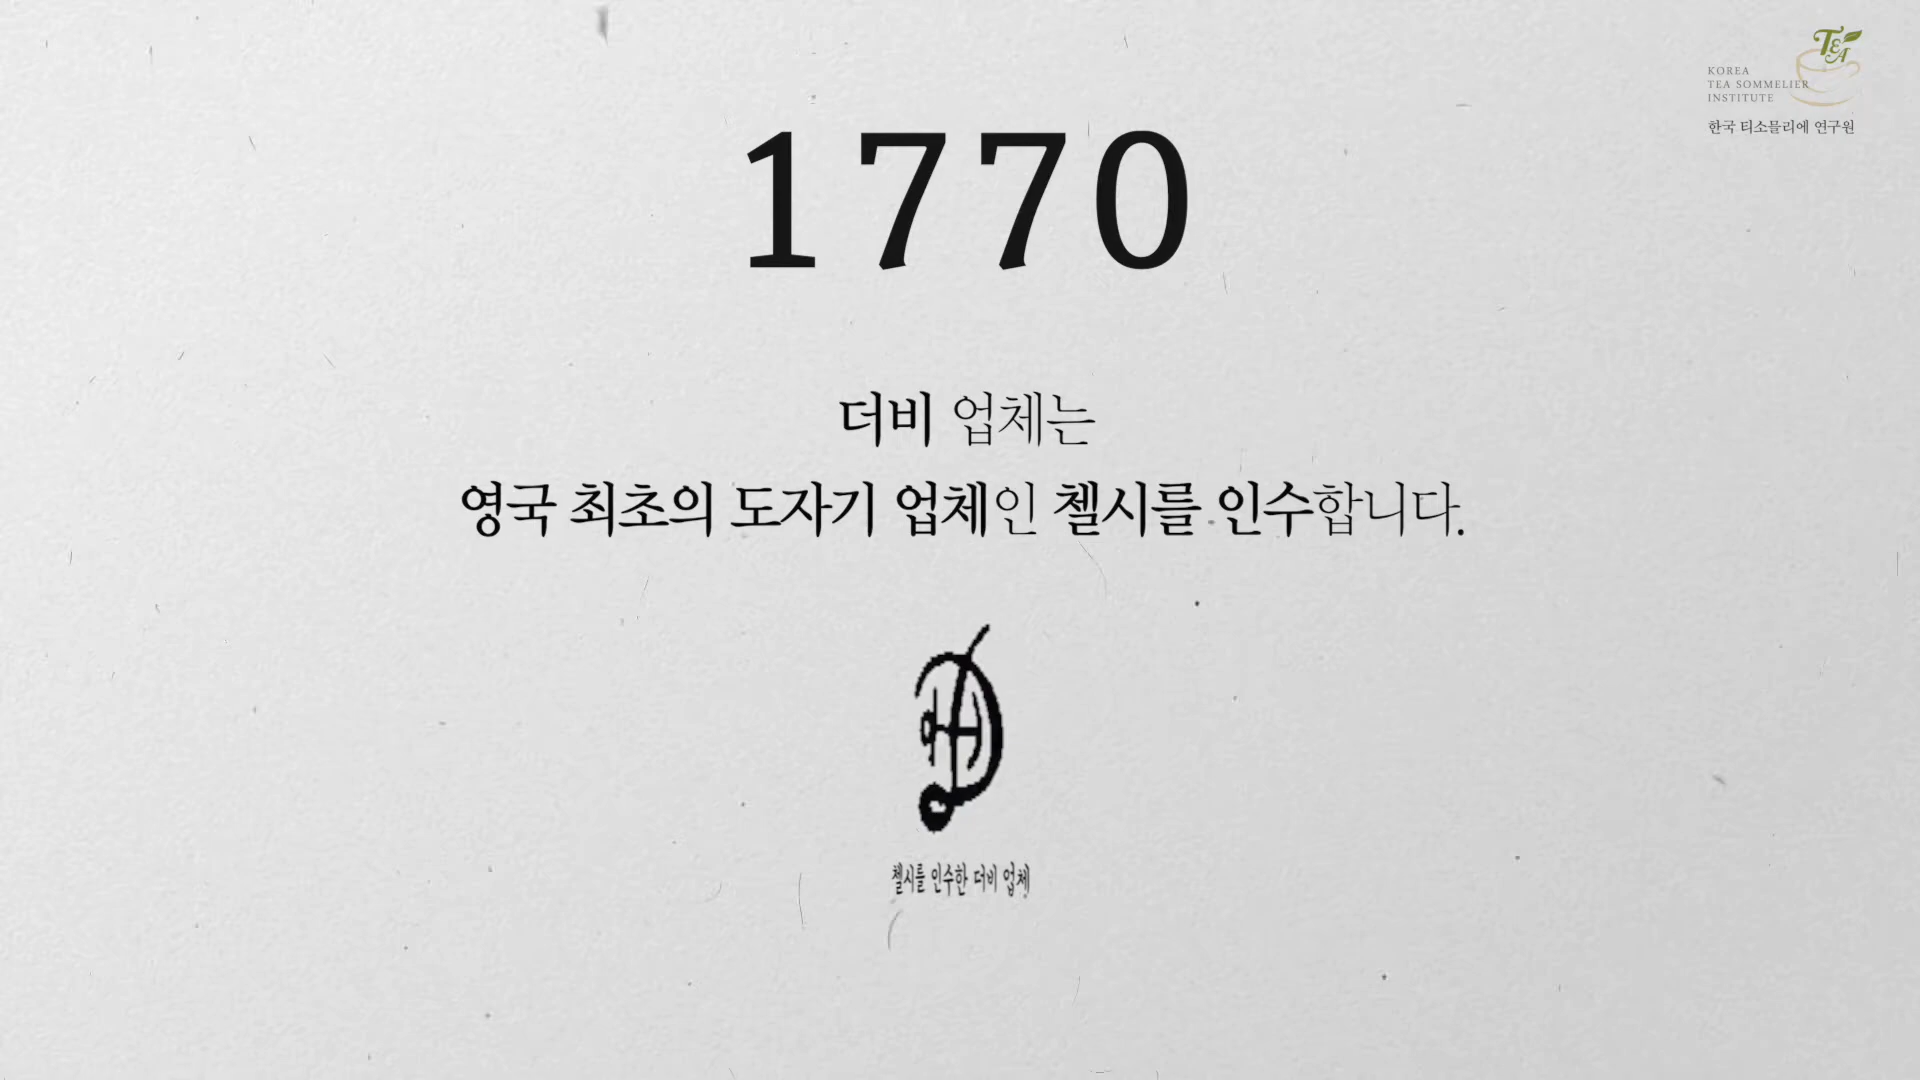 TEA
KOREA
TEA SOMMELIER
INSTITUTE
한국 티소믈리에 연구원
1770
더비 업체는
영국 최초의 도자기 업체인 첼시를 인수합니다.
첼시를 인수한 더비 업체